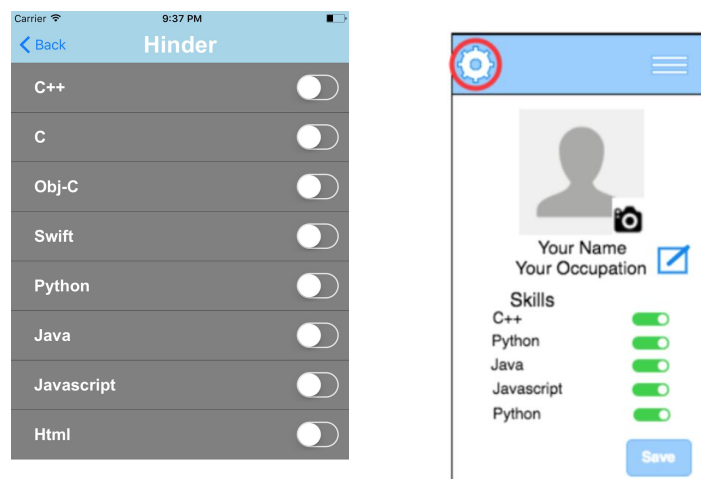 Carrier 9:37 PM
Back Hinder
C++
C
Obj-C
Swift
Python
Java
Javascript
Html
Your Name
Your Occupation
Skills
C++
Python
Java
Javascript
Python
Save